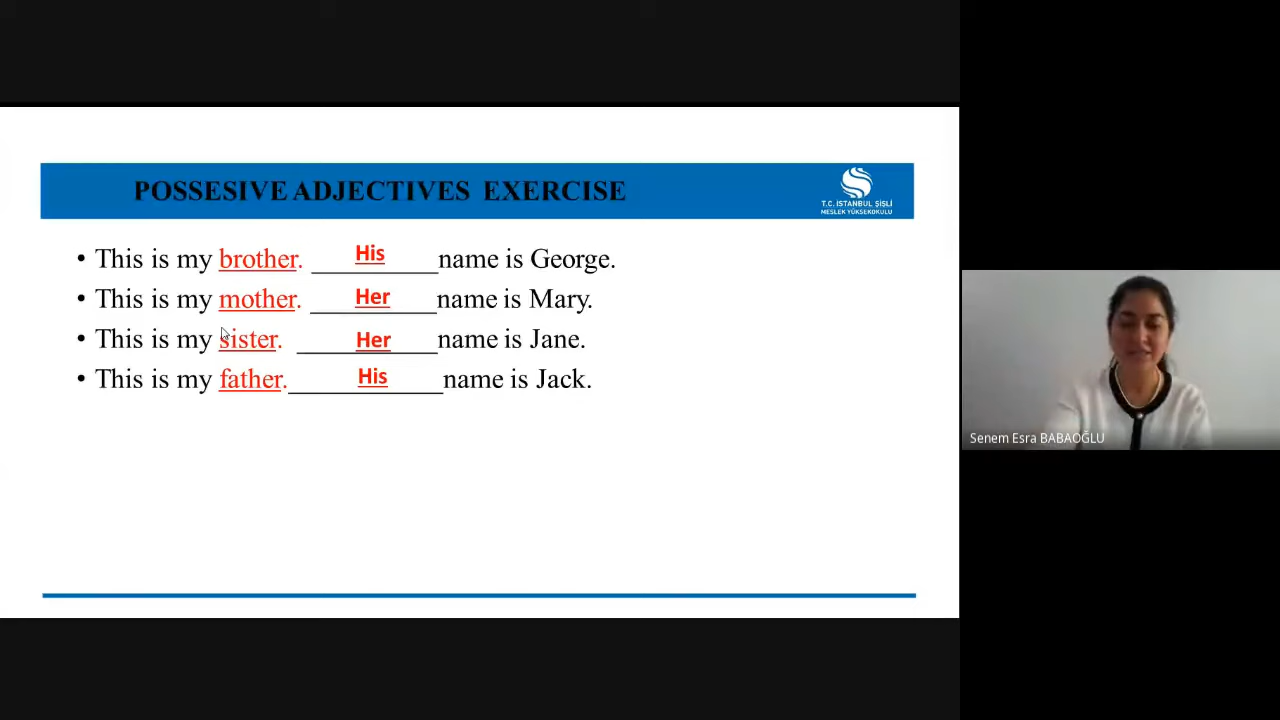 POSSESIVE ADJECTIVES EXERCISE
T.C. İSTANBUL ŞİŞLİ
MESLEK YÜKSEKOKULU
• This is my brother. His name is George.
• This is my mother. Her name is Mary.
• This is my sister. Her name is Jane.
• This is my father. His name is Jack.
Senem Esra BABAOĞLU